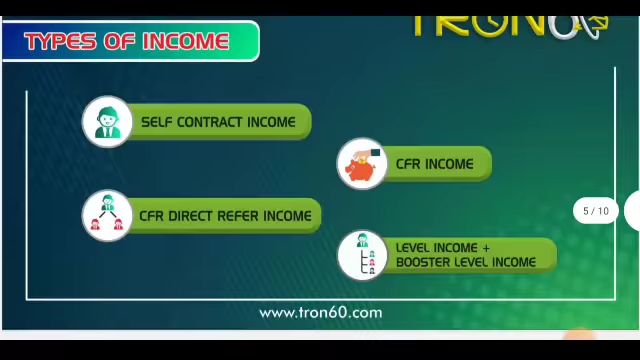 TRON60
TYPES OF INCOME
SELF CONTRACT INCOME
CFR INCOME
CFR DIRECT REFER INCOME
5 / 10
LEVEL INCOME +
BOOSTER LEVEL INCOME
www.tron60.com